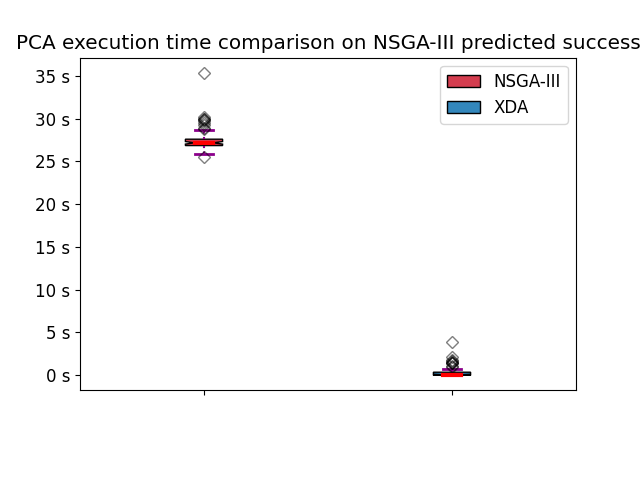 PCA execution time comparison on NSGA-III predicted success
35 s
30 s
25 s
20 s
15 s
10 s
5 s
0 s
NSGA-III
XDA